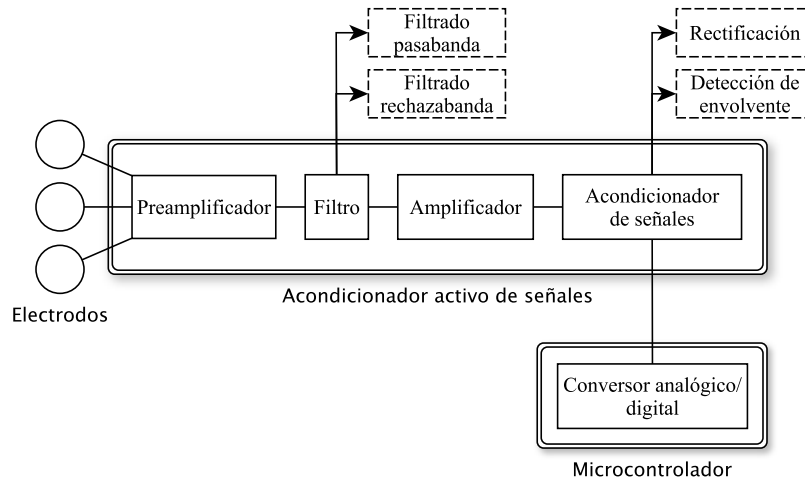 Filtrado
pasabanda
Rectificación
Filtrado
rechazabanda
Detección de
envolvente
Preamplificador
Filtro
Amplificador
Acondicionador
de señales
Acondicionador activo de señales
Electrodos
Conversor analógico/
digital
Microcontrolador